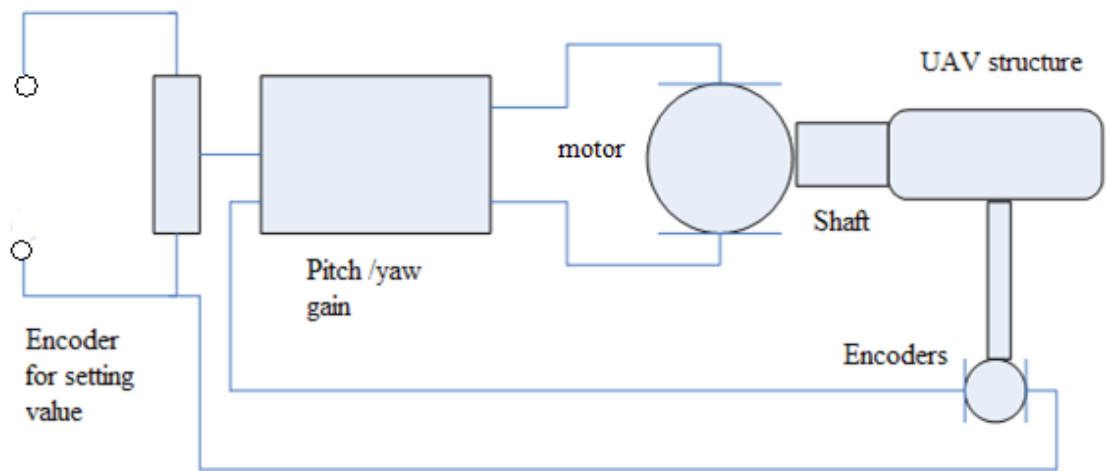 UAV structure
motor
Shaft
Pitch /yaw
gain
Encoder
for setting
value
Encoders